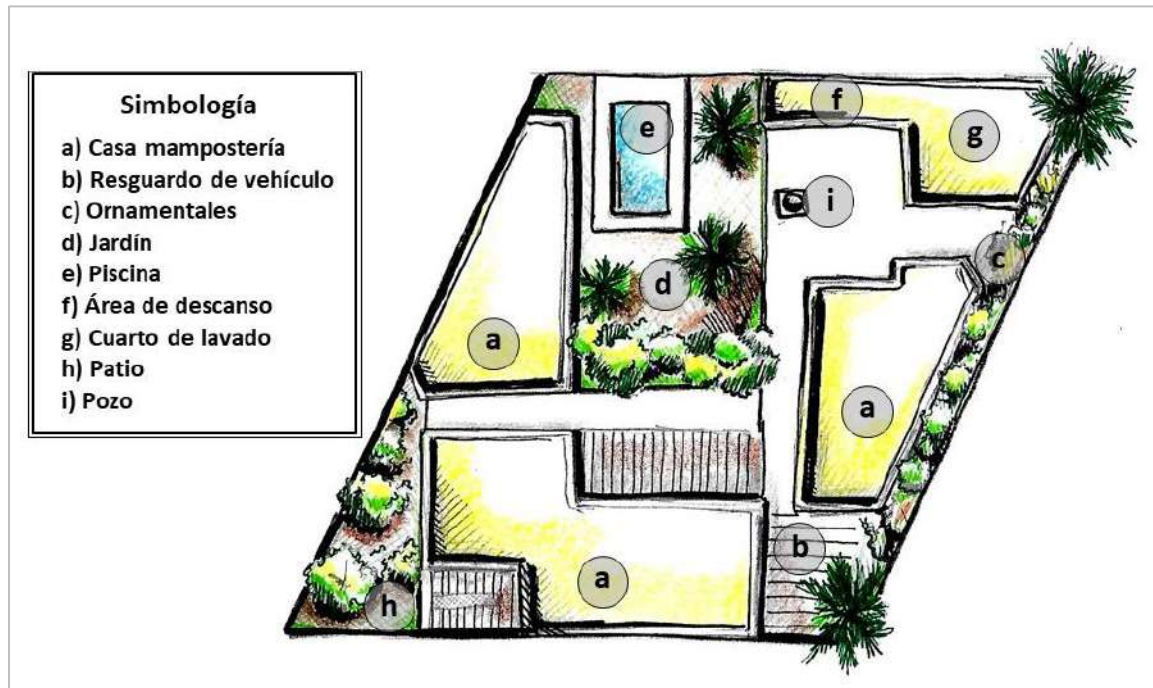 Simbología
a) Casa mampostería
b) Resguardo de vehículo
c) Ornamentales
d) Jardín
e) Piscina
f) Área de descanso
g) Cuarto de lavado
h) Patio
i) Pozo
f
e
g
i
c
d
a
a
b
a
h